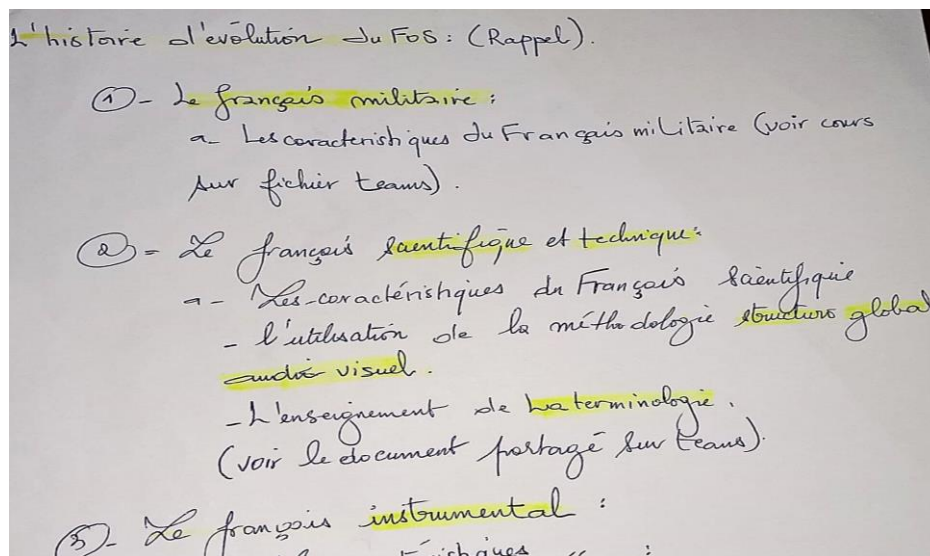 L'histoire d'évolution du FOS : (Rappel).
① - Le français militaire :
a - Les caractéristiques du Français militaire (voir cours
sur fichier teams).
② - Le français scientifique et technique :
a - Les caractéristiques du Français scientifique
- l'utilisation de la méthodologie structuro global
audio visuel.
- L'enseignement de la terminologie.
(voir le document partagé sur teams).
③ - Le français instrumental :